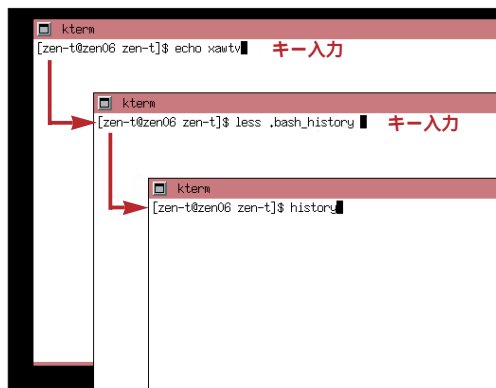 kterm
[zen-t@zen06 zen-t]$ echo xawtv キー入力
kterm
[zen-t@zen06 zen-t]$ less .bash_history キー入力
kterm
[zen-t@zen06 zen-t]$ history